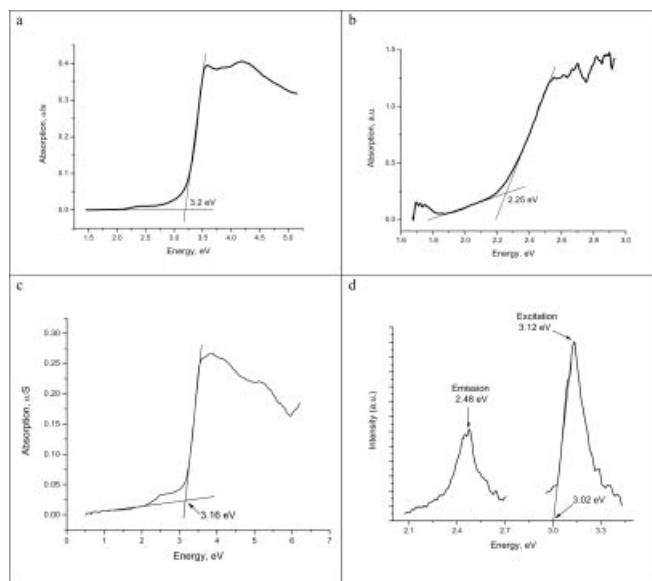 a
Absorption, α/s
0.4
0.3
0.2
0.1
0.0
3.2 eV
1.5 2.0 2.5 3.0 3.5 4.0 4.5 5.0
Energy, eV
b
Absorption, a.u.
1.5
1.0
0.5
0.0
2.25 eV
1.6 1.8 2.0 2.2 2.4 2.6 2.8 3.0
Energy, eV
c
Absorption, α/S
0.30
0.25
0.20
0.15
0.10
0.05
0.00
3.16 eV
0 1 2 3 4 5 6 7
Energy, eV
d
Excitation
3.12 eV
Emission
2.48 eV
Intensity (a.u.)
3.02 eV
2.1 2.4 2.7 3.0 3.3
Energy, eV